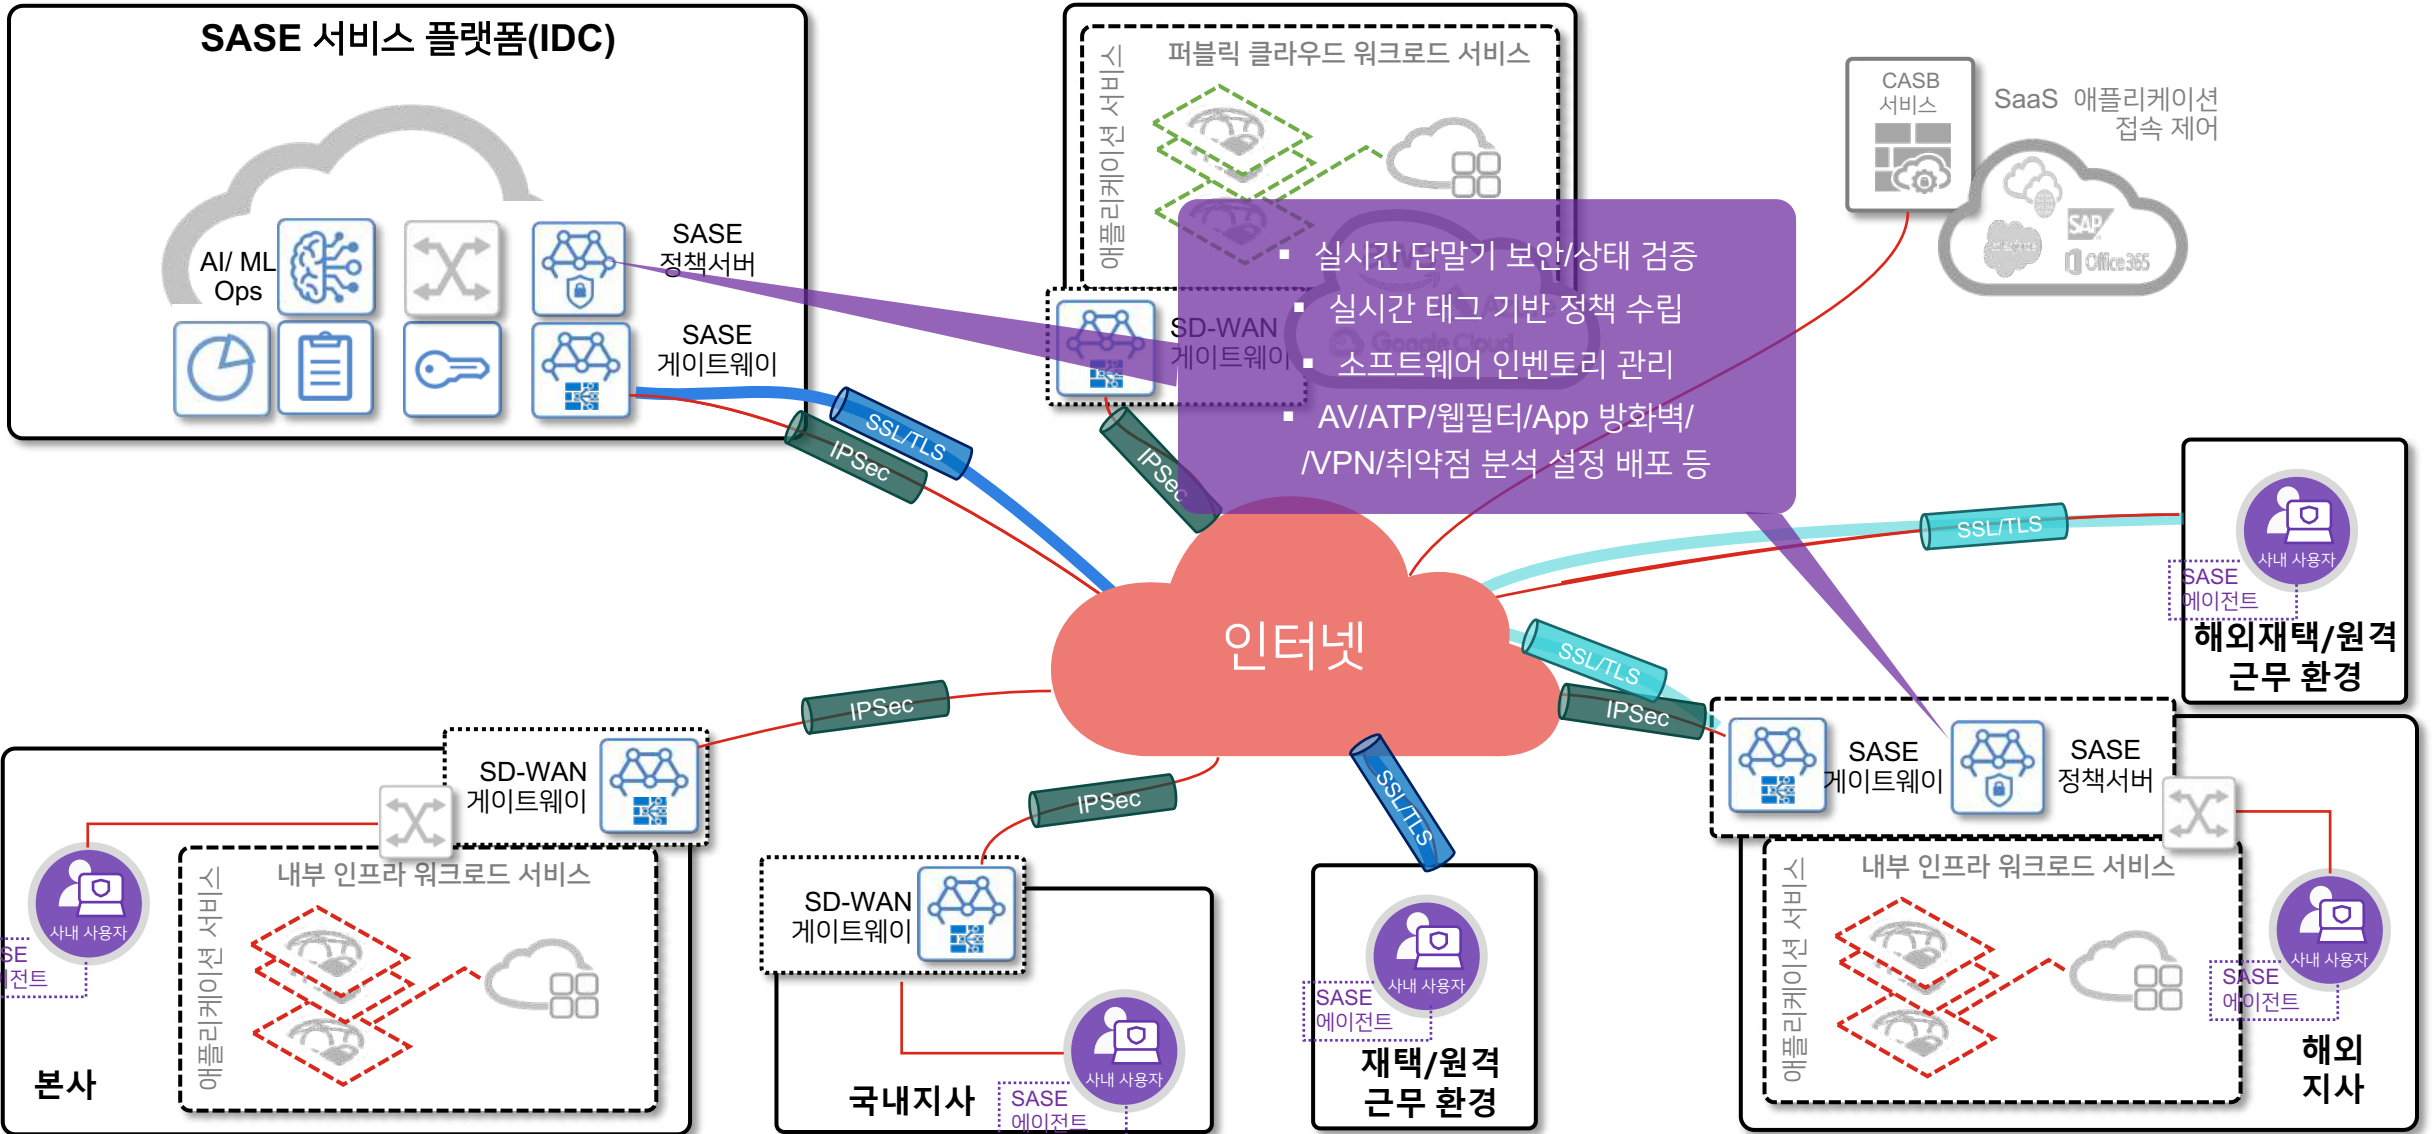 SASE 서비스 플랫폼(IDC)
AI/ ML
Ops
SASE
정책서버
SASE
게이트웨이
퍼블릭 클라우드 워크로드 서비스
애플리케이션 서비스
SD-WAN
게이트웨이
Google Cloud
CASB
서비스
SaaS 애플리케이션
접속 제어
salesforce
SAP
Office 365
▪ 실시간 단말기 보안/상태 검증
▪ 실시간 태그 기반 정책 수립
▪ 소프트웨어 인벤토리 관리
▪ AV/ATP/웹필터/App 방화벽/
/VPN/취약점 분석 설정 배포 등
SSL/TLS
IPSec
IPSec
SSL/TLS
사내 사용자
SASE
에이전트
해외재택/원격
근무 환경
인터넷
SSL/TLS
IPSec
IPSec
IPSec
SSL/TLS
SD-WAN
게이트웨이
내부 인프라 워크로드 서비스
애플리케이션 서비스
사내 사용자
본사
SD-WAN
게이트웨이
사내 사용자
SASE
에이전트
국내지사
사내 사용자
SASE
에이전트
재택/원격
근무 환경
SASE
게이트웨이
SASE
정책서버
내부 인프라 워크로드 서비스
애플리케이션 서비스
사내 사용자
SASE
에이전트
해외
지사